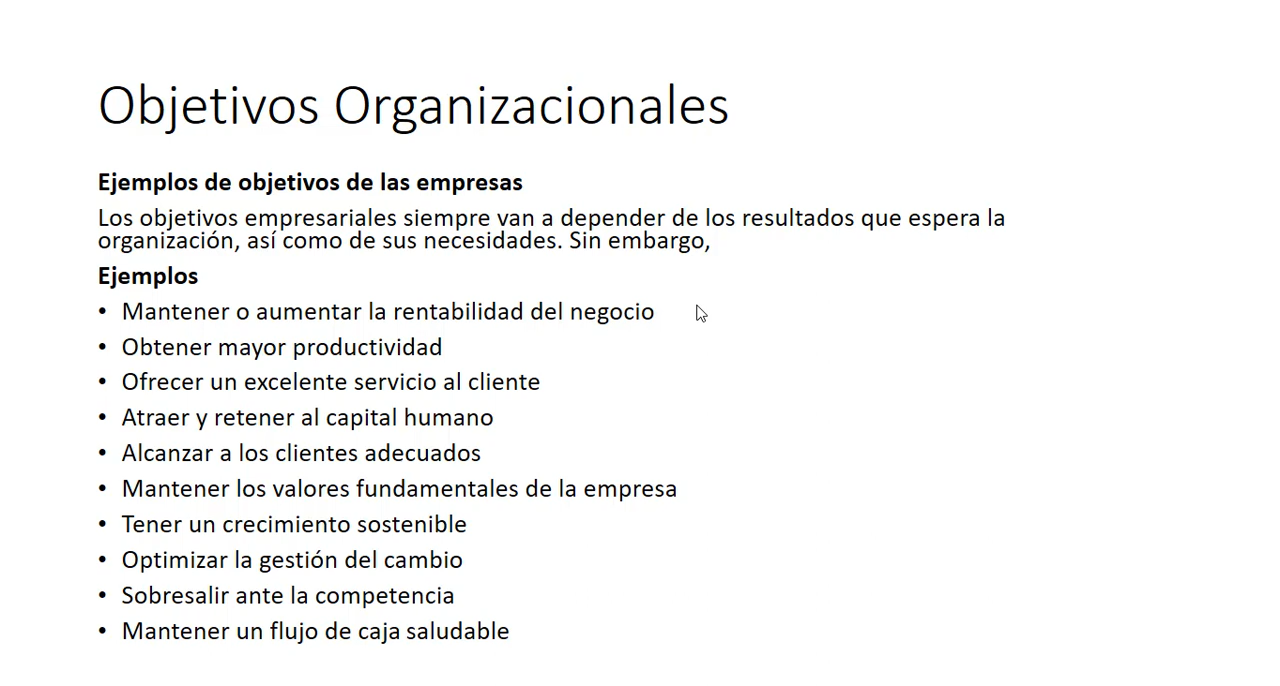 Objetivos Organizacionales
Ejemplos de objetivos de las empresas
Los objetivos empresariales siempre van a depender de los resultados que espera la
organización, así como de sus necesidades. Sin embargo,
Ejemplos
• Mantener o aumentar la rentabilidad del negocio
• Obtener mayor productividad
• Ofrecer un excelente servicio al cliente
• Atraer y retener al capital humano
• Alcanzar a los clientes adecuados
• Mantener los valores fundamentales de la empresa
• Tener un crecimiento sostenible
• Optimizar la gestión del cambio
• Sobresalir ante la competencia
• Mantener un flujo de caja saludable